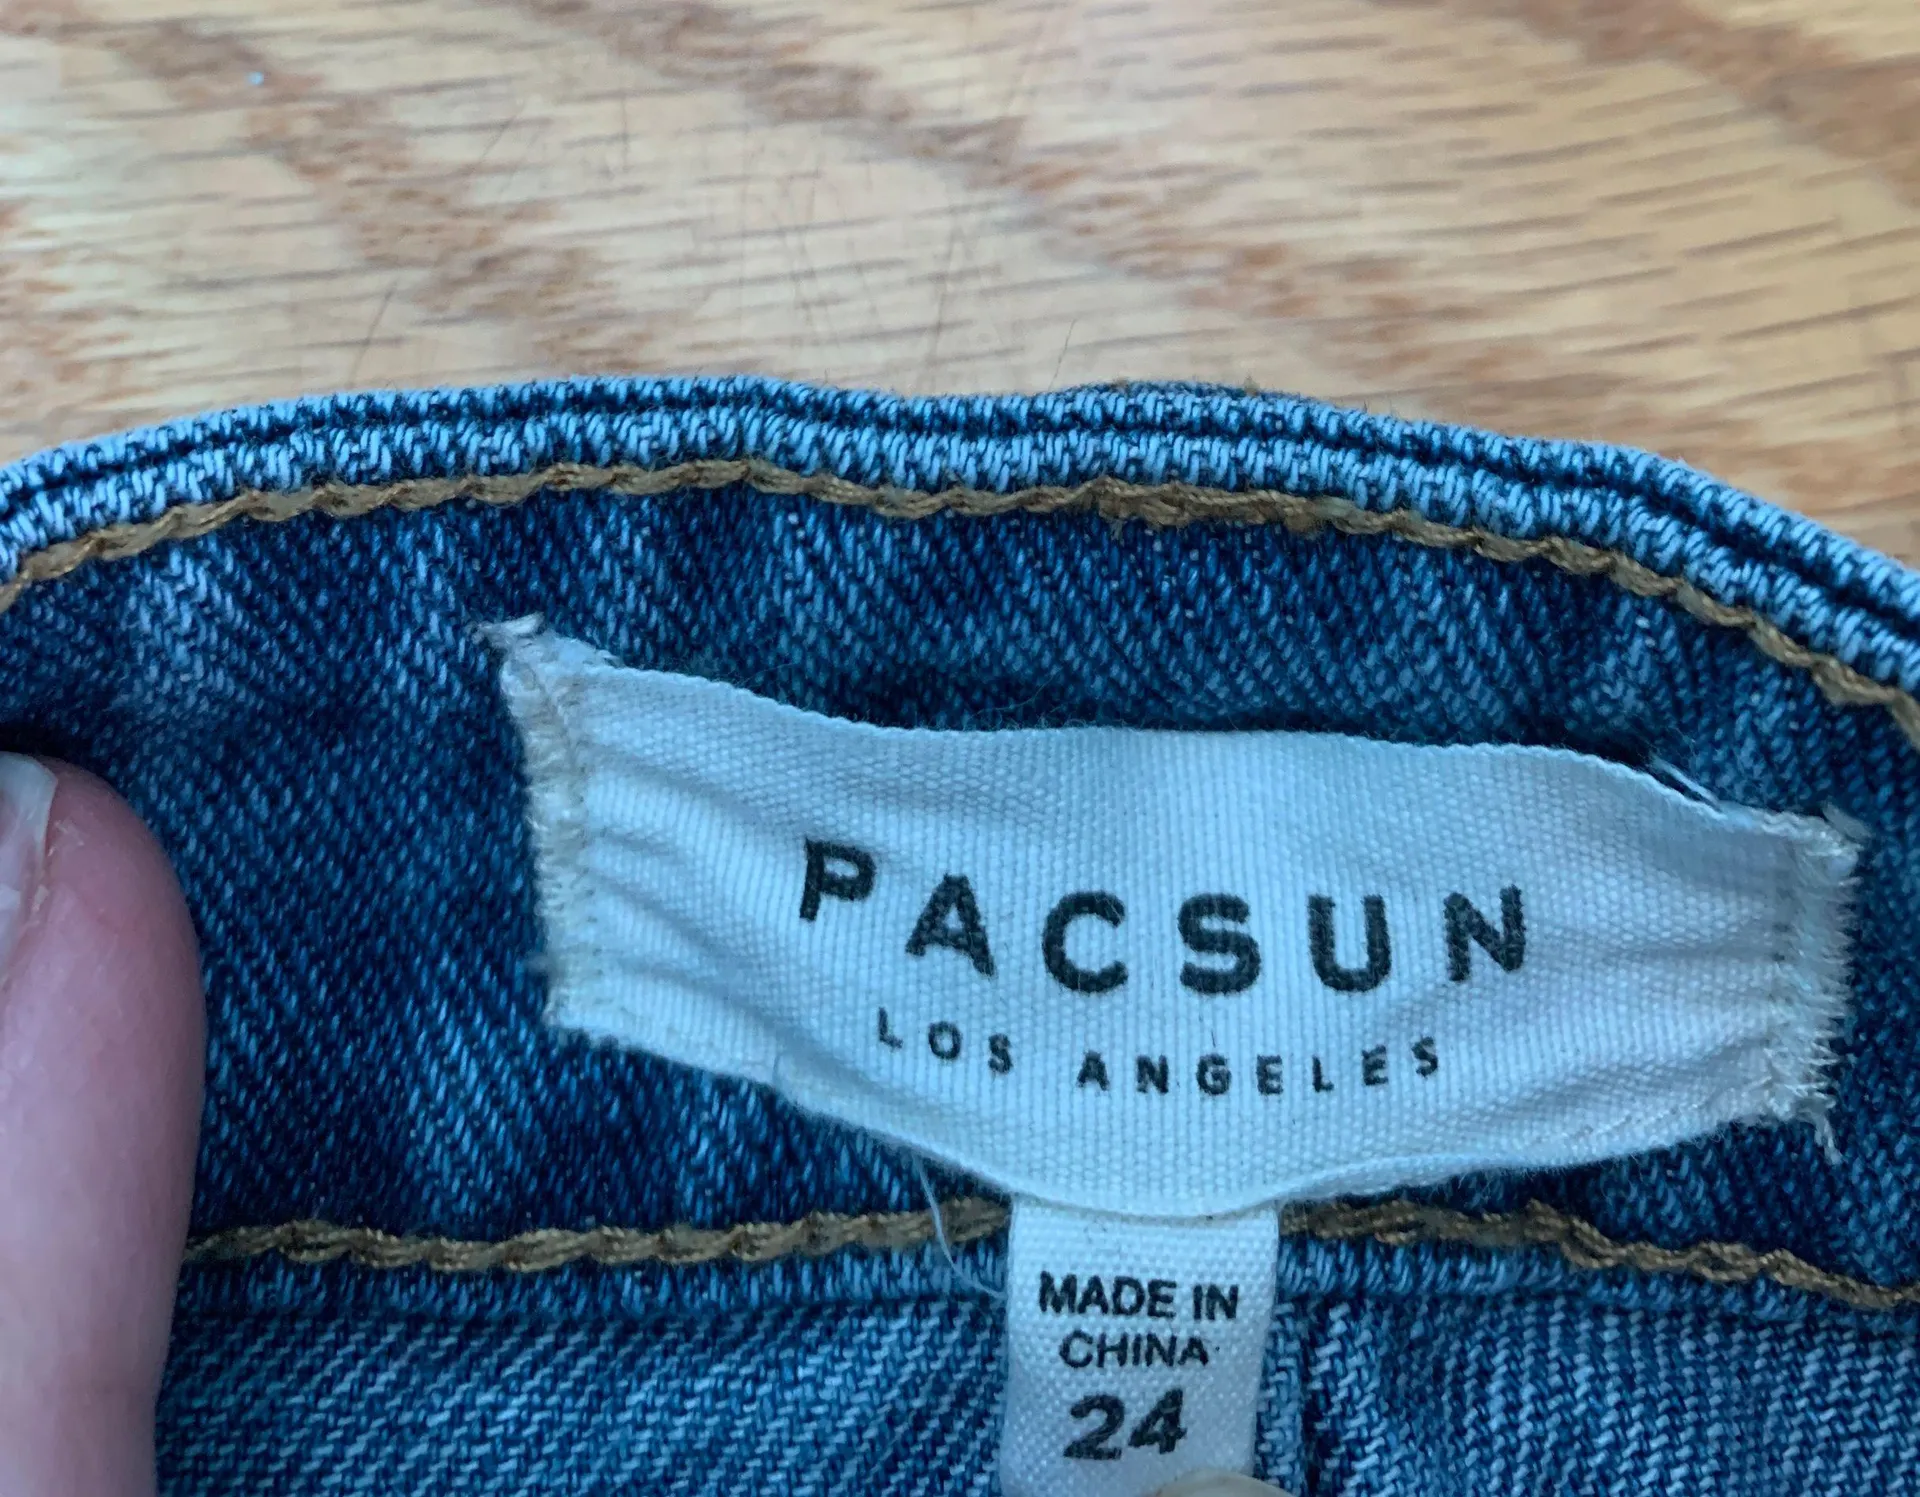 PACSUN
LOS ANGELES
MADE IN
CHINA
24